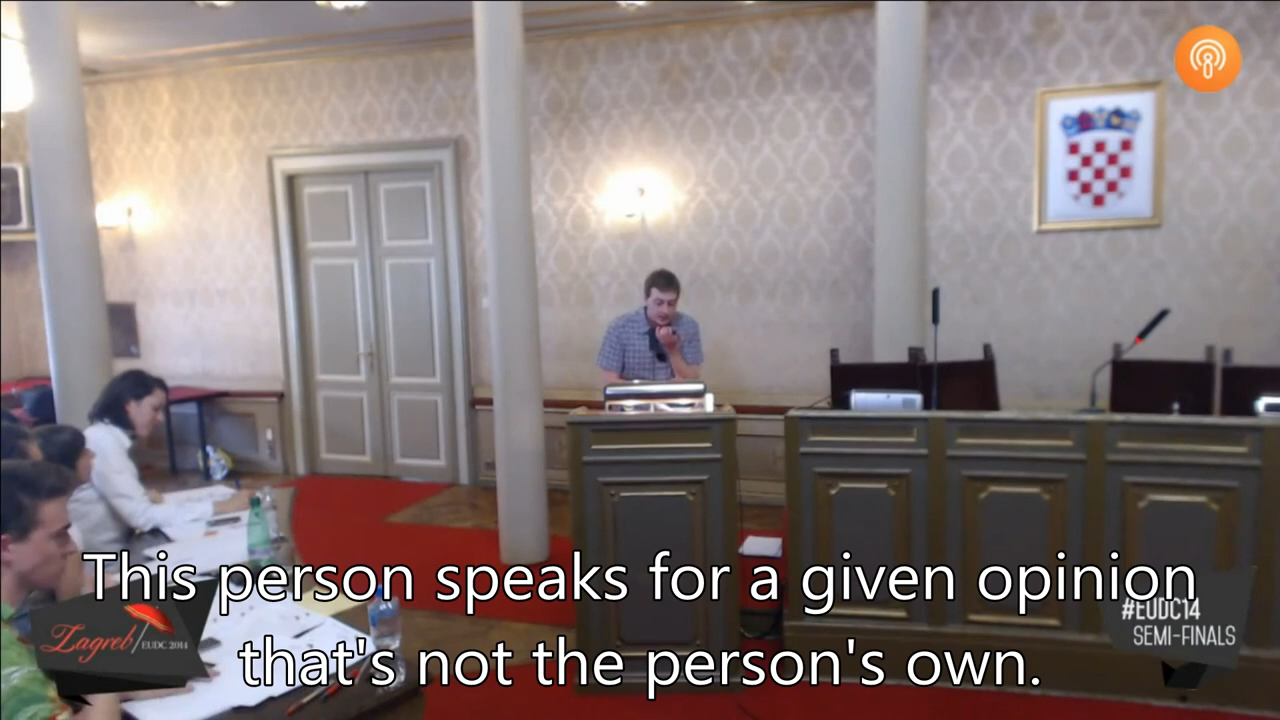 This person speaks for a given opinion
that's not the person's own.
#EUDC14
SEMI-FINALS
Zagreb/EUDC 2014